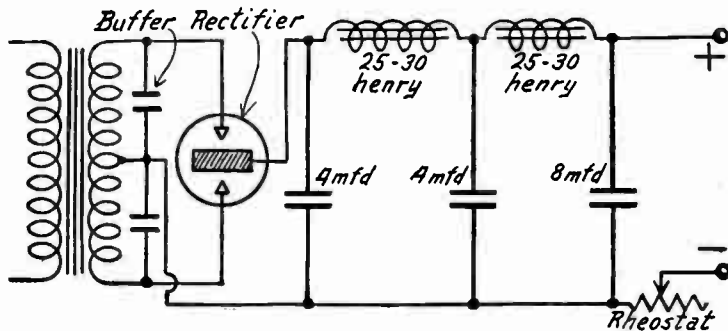 Buffer Rectifier
25-30
henry
25-30
henry
+
4mfd
4mfd
8mfd
−
Rheostat